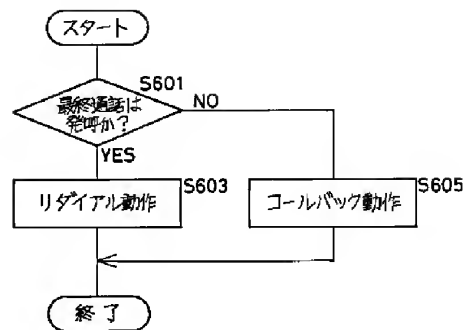 スタート
S601
最終通話は
発呼か?
NO
YES
リダイアル動作
S603
コールバック動作
S605
終了